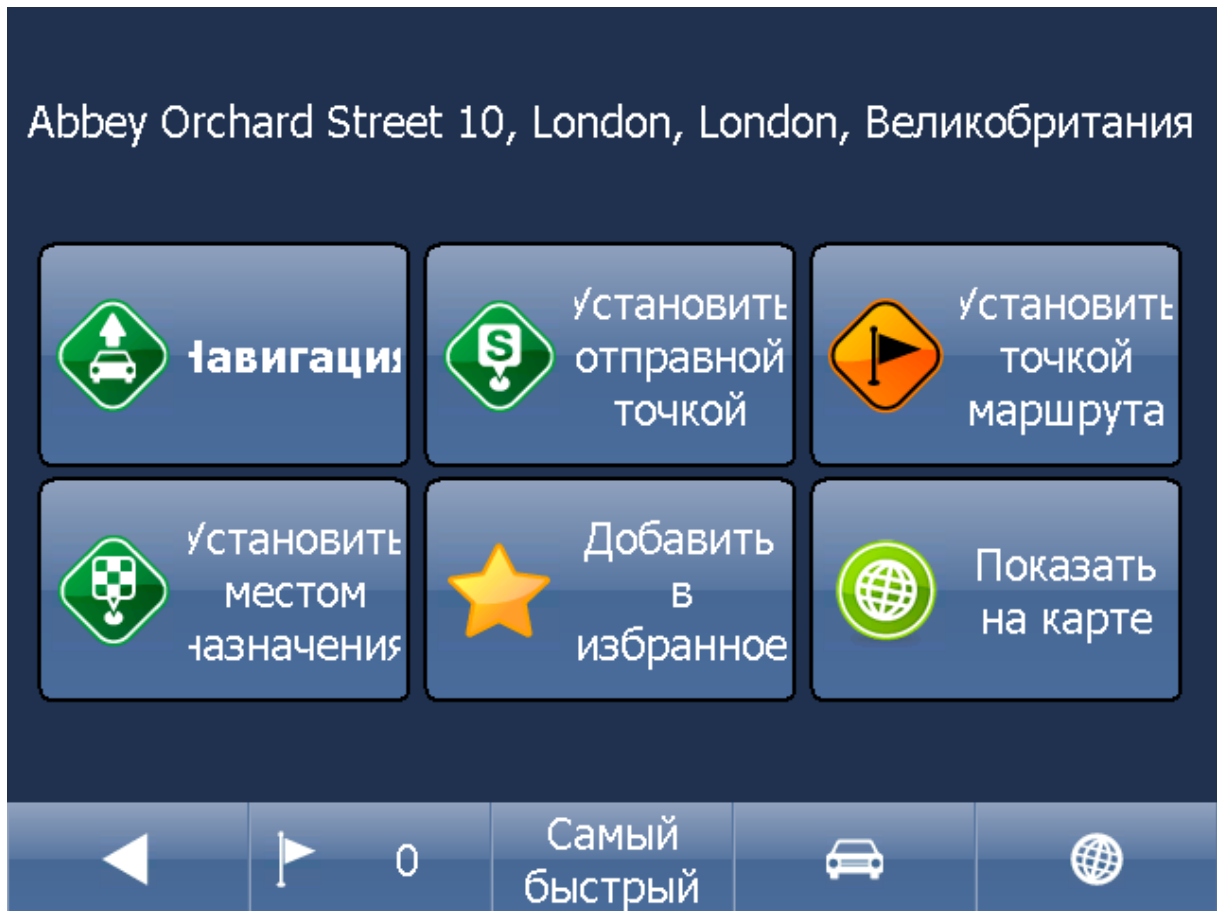 Abbey Orchard Street 10, London, London, Великобритания
Навигация
Установить
отправной
точкой
Установить
точкой
маршрута
Установить
местом
назначения
Добавить
в
избранное
Показать
на карте
S
0
Самый
быстрый